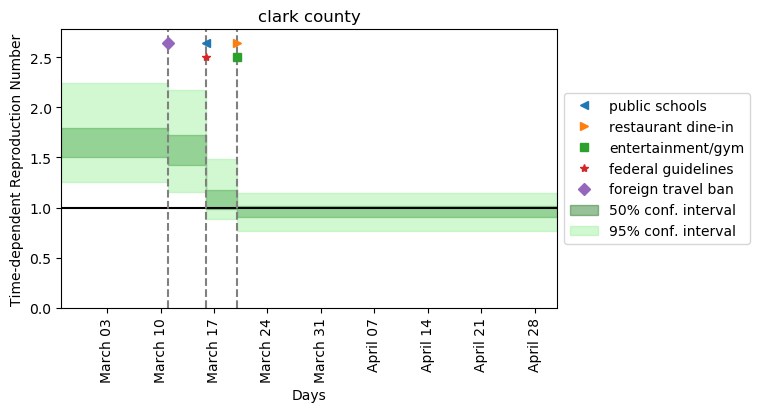 clark county
Time-dependent Reproduction Number
2.5
2.0
1.5
1.0
0.5
0.0
March 03
March 10
March 17
March 24
March 31
April 07
April 14
April 21
April 28
Days
public schools
restaurant dine-in
entertainment/gym
federal guidelines
foreign travel ban
50% conf. interval
95% conf. interval